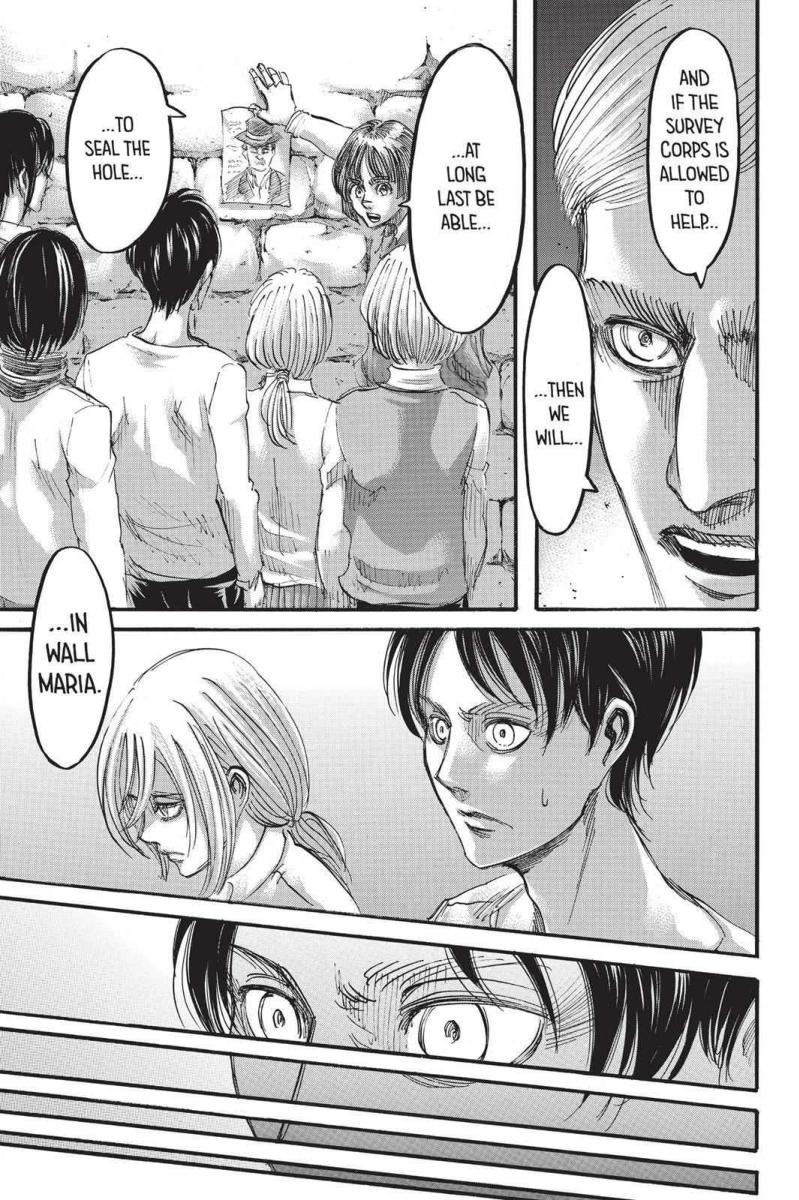 AND
IF THE
SURVEY
CORPS IS
ALLOWED
TO
HELP...
...THEN
WE
WILL...
...AT
LONG
LAST BE
ABLE...
...TO
SEAL THE
HOLE...
...IN
WALL
MARIA.